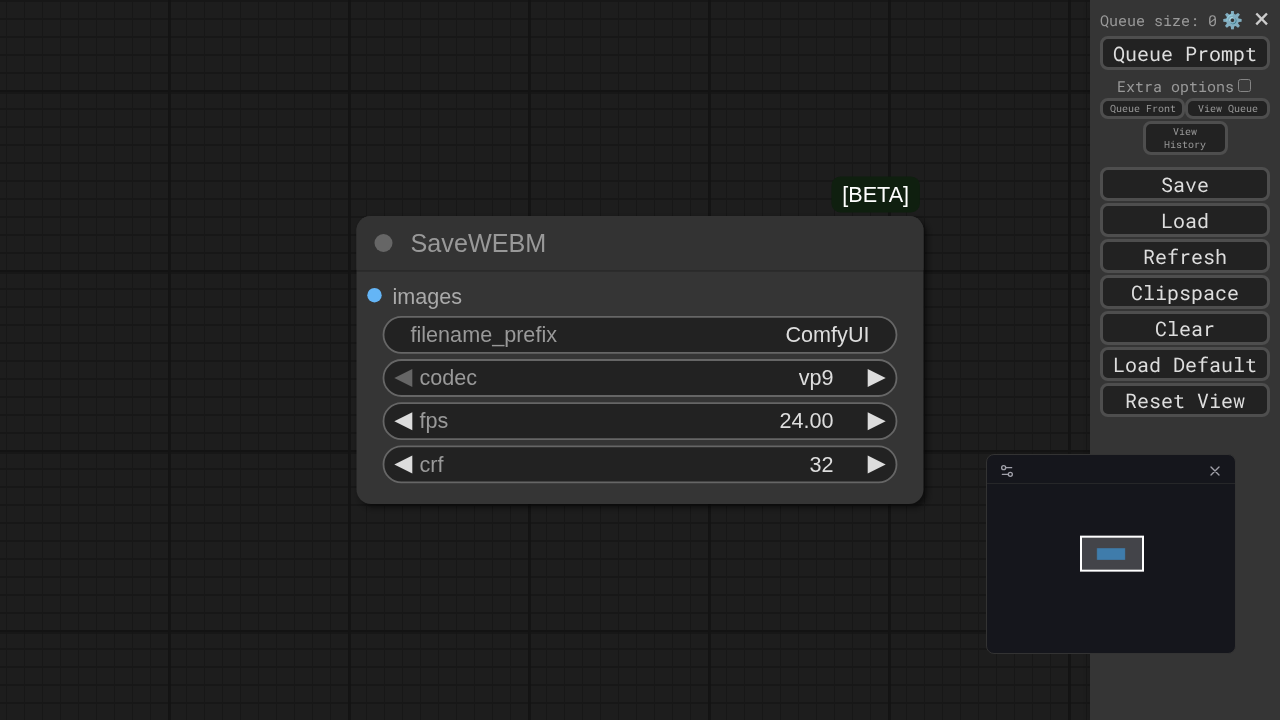 Queue size: 0
Queue Prompt
Extra options
Queue Front
View Queue
View
History
Save
Load
Refresh
Clipspace
Clear
Load Default
Reset View
[BETA]
SaveWEBM
images
filename_prefix ComfyUI
codec vp9
fps 24.00
crf 32